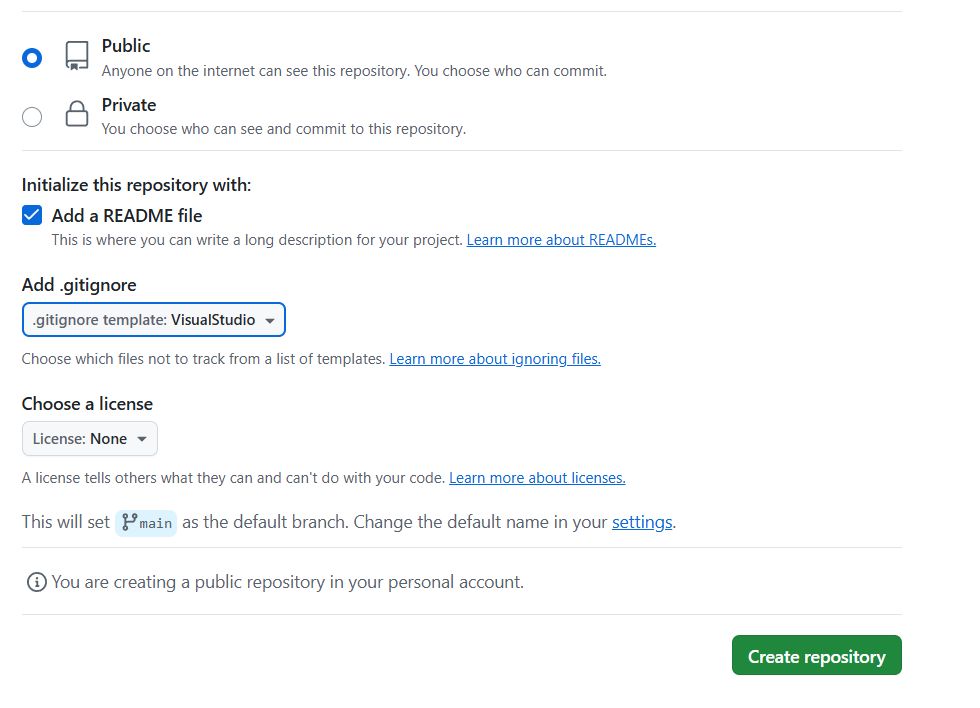 Public
Anyone on the internet can see this repository. You choose who can commit.
Private
You choose who can see and commit to this repository.
Initialize this repository with:
Add a README file
This is where you can write a long description for your project. Learn more about READMEs.
Add .gitignore
.gitignore template: VisualStudio
Choose which files not to track from a list of templates. Learn more about ignoring files.
Choose a license
License: None
A license tells others what they can and can't do with your code. Learn more about licenses.
This will set main as the default branch. Change the default name in your settings.
You are creating a public repository in your personal account.
Create repository